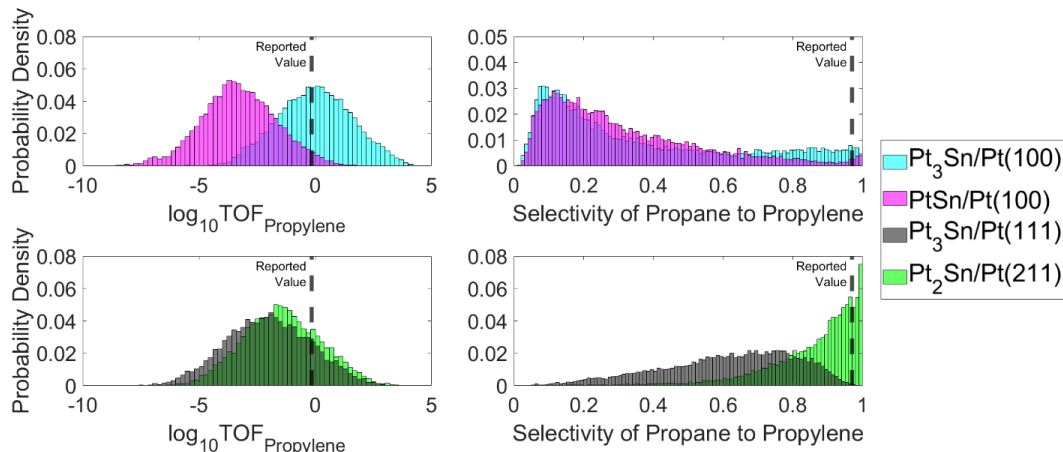 Probability Density
0.08
0.06
0.04
0.02
0
-10
-5
0
5
Reported
Value
log10TOFPropylene
0.05
0.04
0.03
0.02
0.01
0
0
0.2
0.4
0.6
0.8
1
Reported
Value
Selectivity of Propane to Propylene
Probability Density
0.08
0.06
0.04
0.02
0
-10
-5
0
5
Reported
Value
log10TOFPropylene
0.08
0.06
0.04
0.02
0
0
0.2
0.4
0.6
0.8
1
Reported
Value
Selectivity of Propane to Propylene
Pt3Sn/Pt(100)
PtSn/Pt(100)
Pt3Sn/Pt(111)
Pt2Sn/Pt(211)